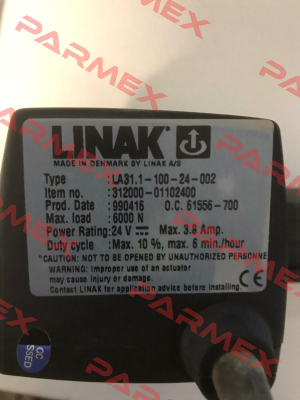 PARMEX
LINAK®
MADE IN DENMARK BY LINAK A/S
Type : LA31.1-100-24-002
Item no. : 312000-01102400
Prod. Date : 990416 O.C. 61556-700
Max. load : 6000 N
Power Rating : 24 V Max. 3.8 Amp.
Duty cycle : Max. 10 %, max. 6 min./hour
*CAUTION: NOT TO BE OPENED BY UNAUTHORIZED PERSONNE
WARNING: Improper use of an actuator
may cause injury or damage.
Contact LINAK for application advice before installing.
CE
QC
SSED